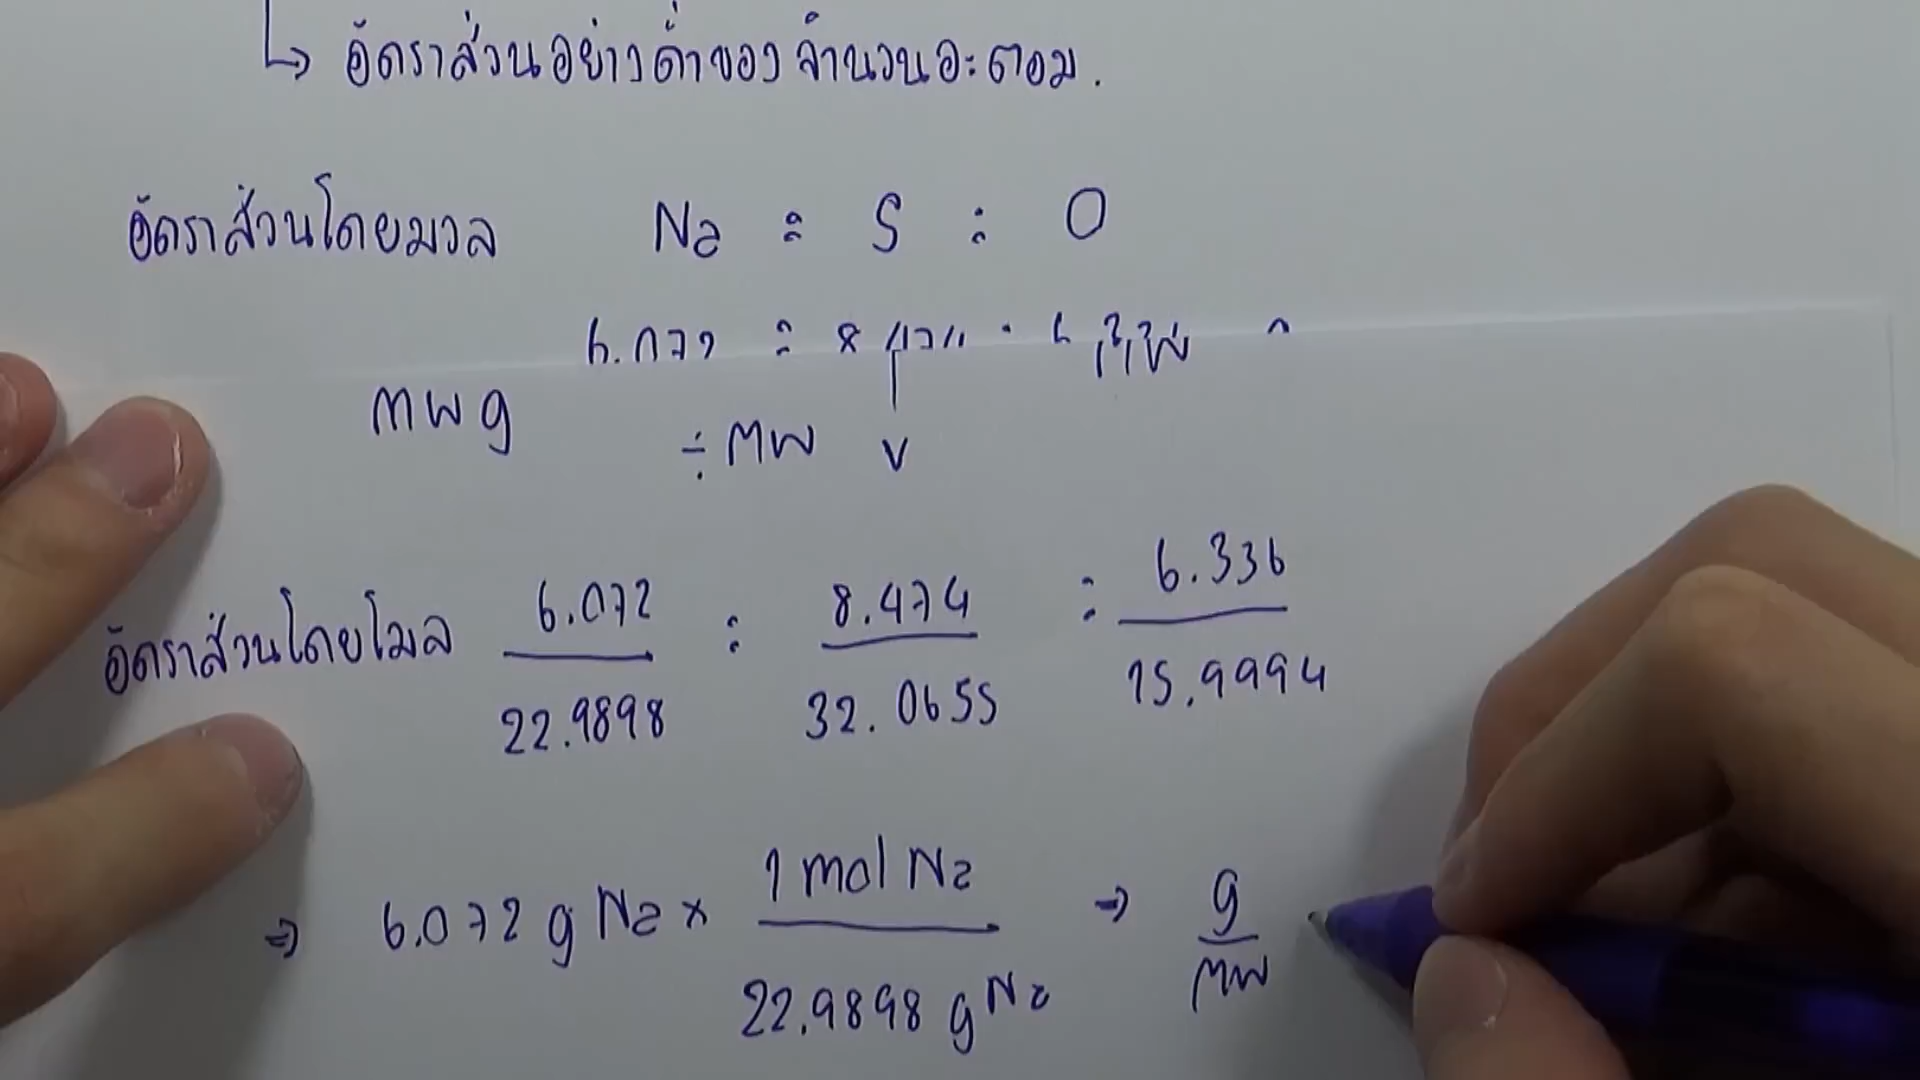 ↳ อัตราส่วนอย่างต่ำของจำนวนอะตอม.
อัตราส่วนโดยมวล Na : S : O
6.072 : 8
mwg ÷ MW
อัตราส่วนโดยโมล 6.072/22.9898 : 8.474/32.0655 : 6.336/15.9994
⇒ 6.072 g Na × 1 mol Na/22.9898 g Na ⇒ g/MW